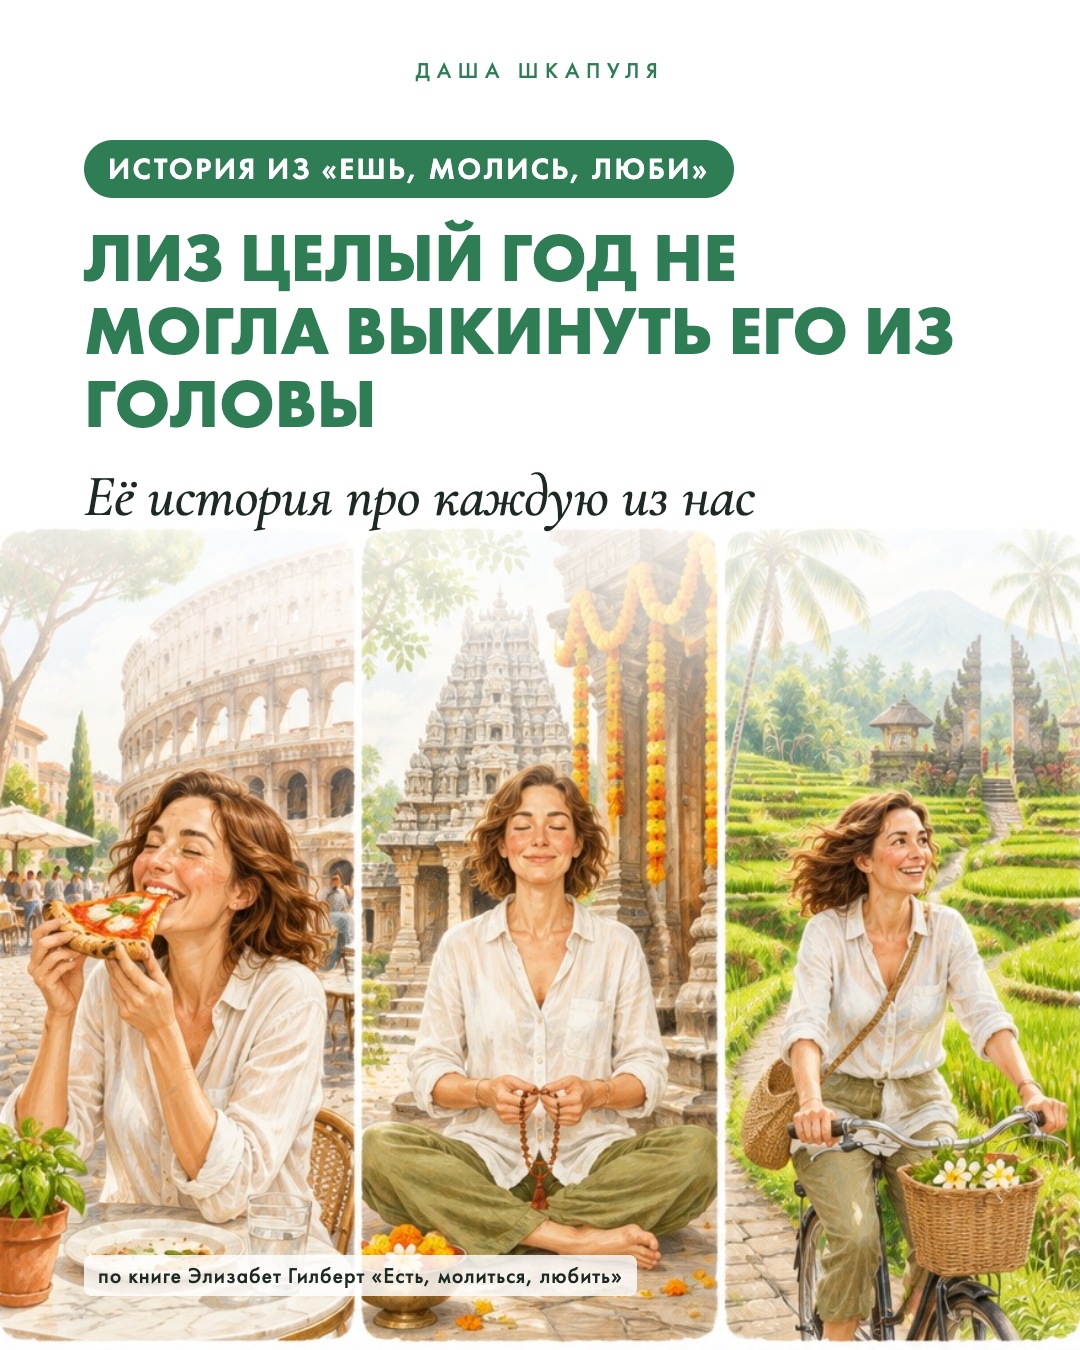 ДАША ШКАПУЛЯ
ИСТОРИЯ ИЗ «ЕШЬ, МОЛИСЬ, ЛЮБИ»
ЛИЗ ЦЕЛЫЙ ГОД НЕ
МОГЛА ВЫКИНУТЬ ЕГО ИЗ
ГОЛОВЫ
Её история про каждую из нас
по книге Элизабет Гилберт «Есть, молиться, любить»